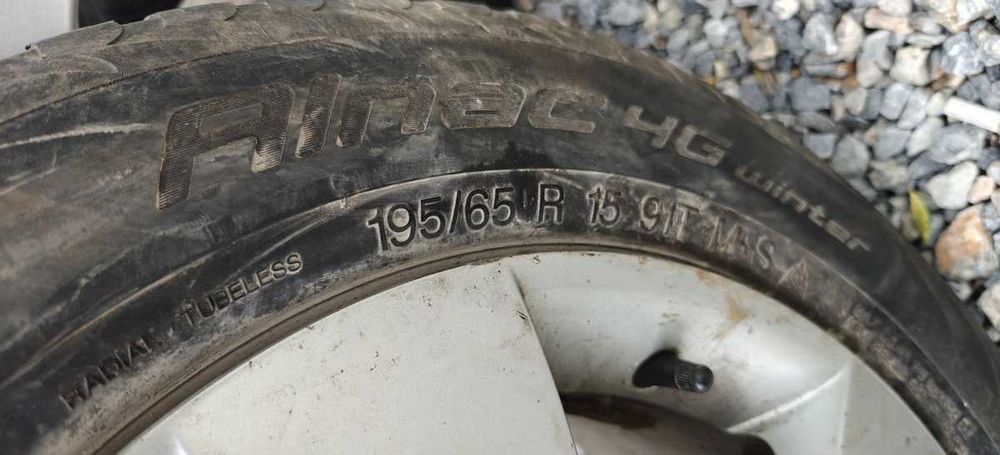 Alnac 4G winter
195/65 R 15 91T M+S
RADIAL TUBELESS